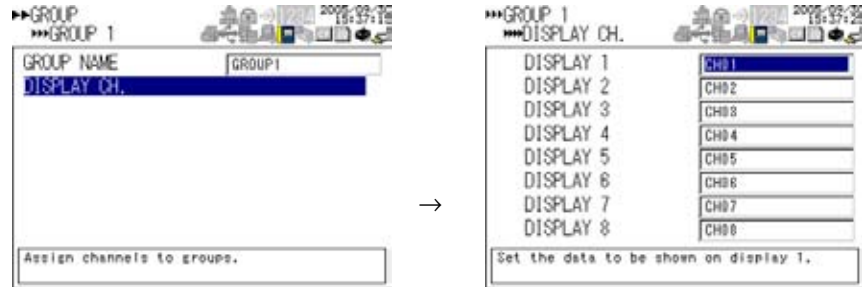 ▸▸GROUP
▸▸▸GROUP 1
GROUP NAME GROUP1
DISPLAY CH.
Assign channels to groups.
→
▸▸▸GROUP 1
▸▸▸▸DISPLAY CH.
DISPLAY 1 CH01
DISPLAY 2 CH02
DISPLAY 3 CH03
DISPLAY 4 CH04
DISPLAY 5 CH05
DISPLAY 6 CH06
DISPLAY 7 CH07
DISPLAY 8 CH08
Set the data to be shown on display 1.